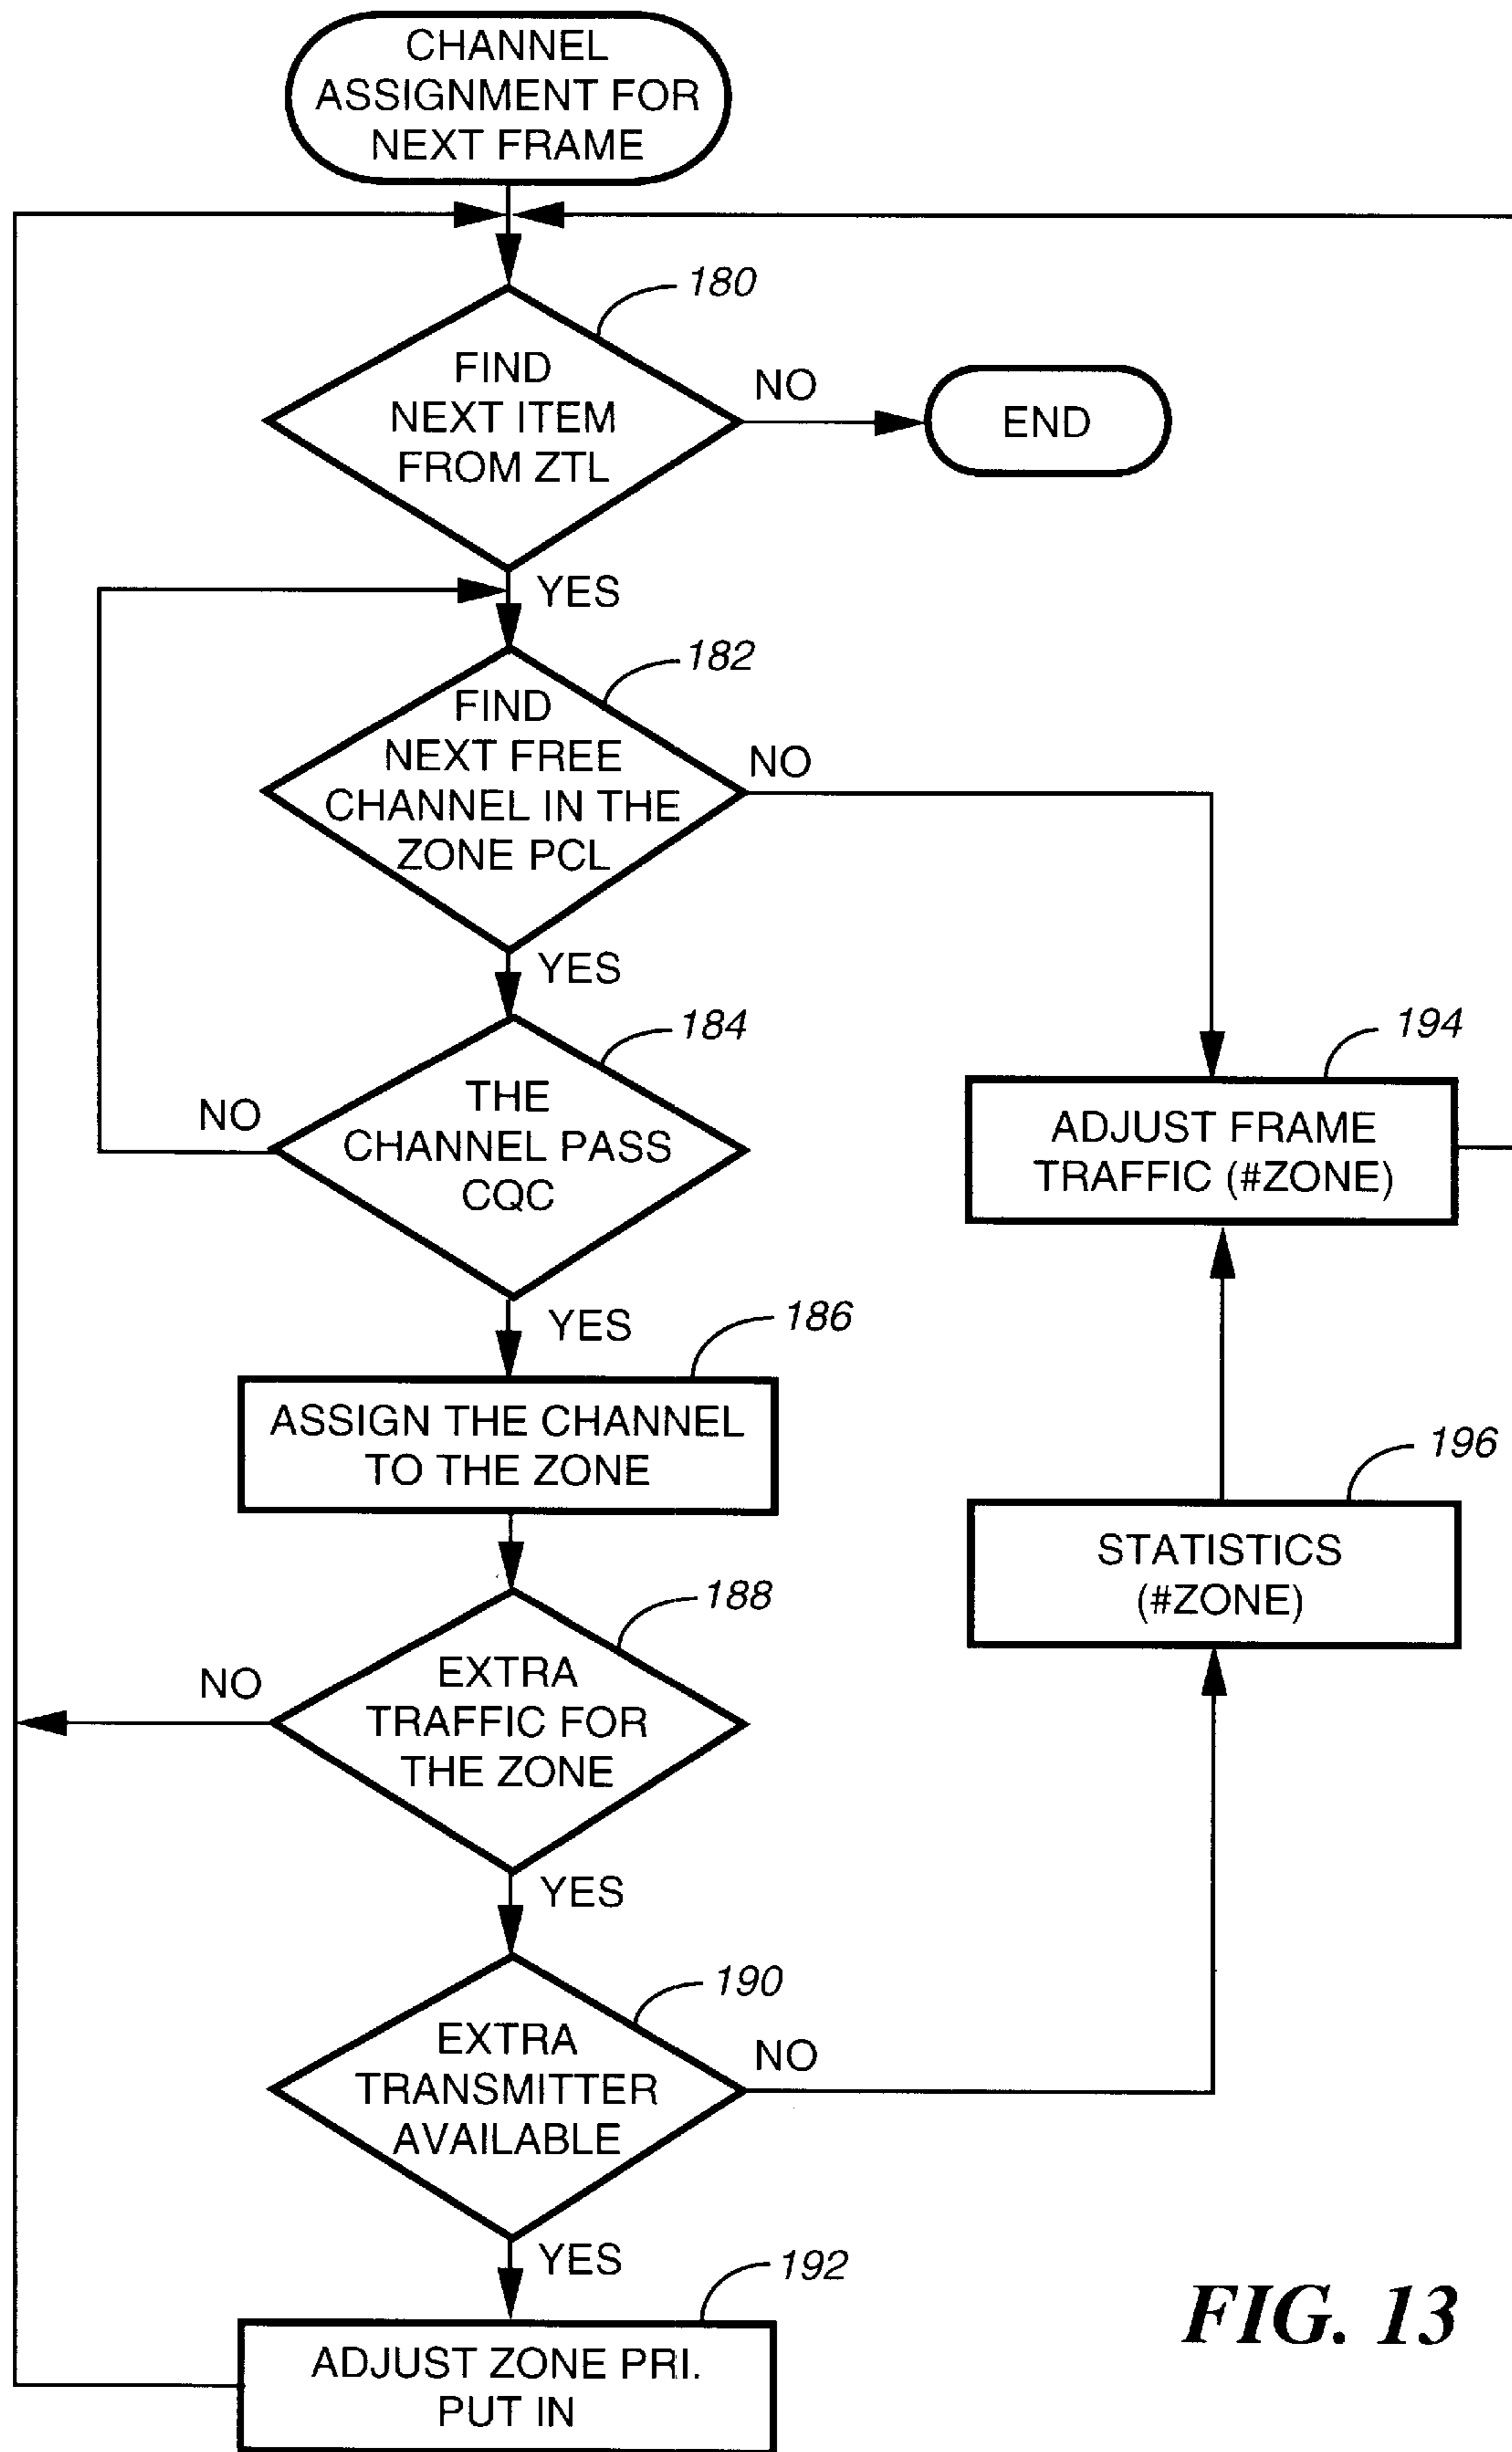 CHANNEL
ASSIGNMENT FOR
NEXT FRAME
180
FIND
NEXT ITEM
FROM ZTL
NO
END
YES
182
FIND
NEXT FREE
CHANNEL IN THE
ZONE PCL
NO
YES
184
THE
CHANNEL PASS
CQC
NO
194
ADJUST FRAME
TRAFFIC (#ZONE)
YES
186
ASSIGN THE CHANNEL
TO THE ZONE
196
STATISTICS
(#ZONE)
188
EXTRA
TRAFFIC FOR
THE ZONE
NO
YES
190
EXTRA
TRANSMITTER
AVAILABLE
NO
YES
192
ADJUST ZONE PRI.
PUT IN
FIG. 13